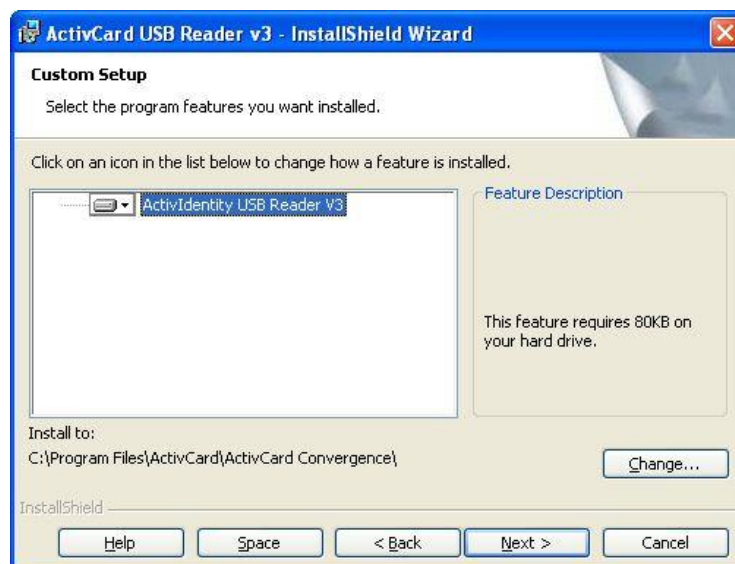 ActivCard USB Reader v3 - InstallShield Wizard
Custom Setup
Select the program features you want installed.
Click on an icon in the list below to change how a feature is installed.
ActivIdentity USB Reader V3
Feature Description
This feature requires 80KB on
your hard drive.
Install to:
C:\Program Files\ActivCard\ActivCard Convergence\
Change...
InstallShield
Help
Space
< Back
Next >
Cancel